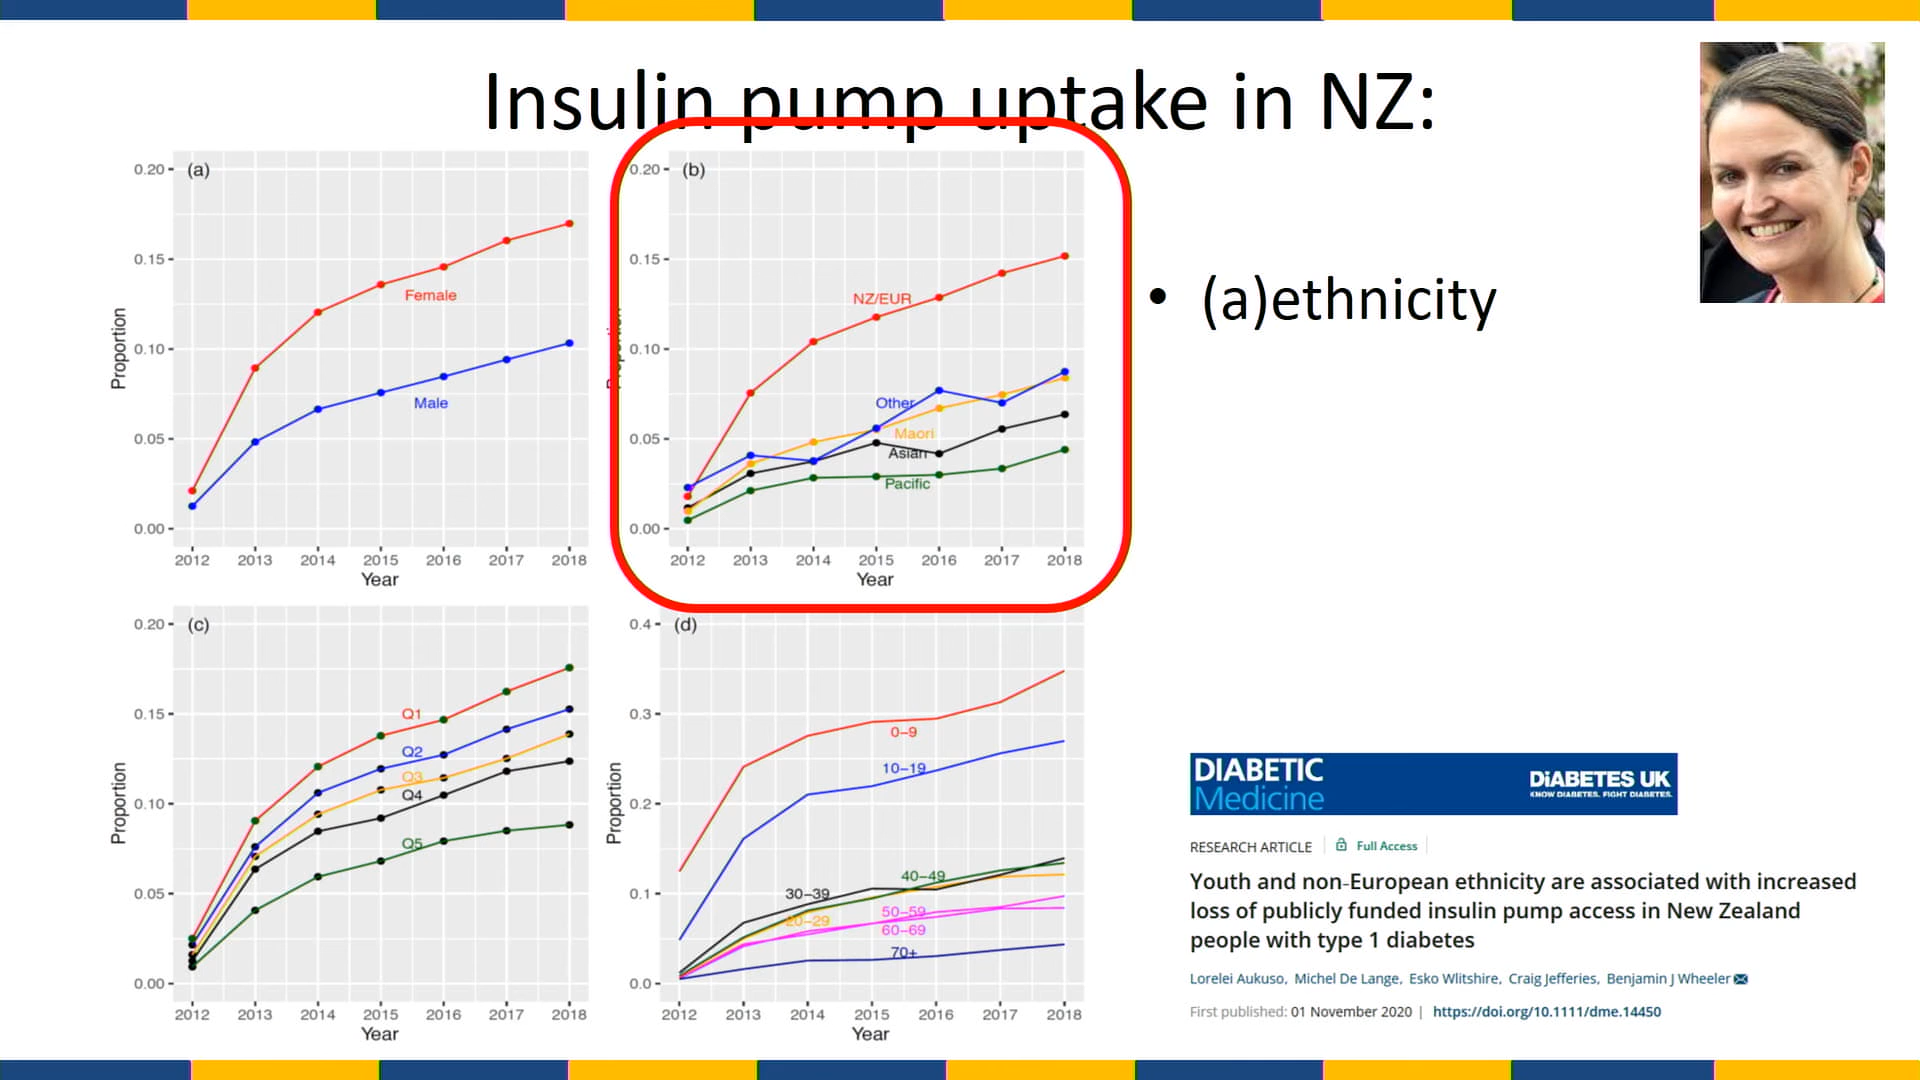 Insulin pump uptake in NZ:
(a)
0.20
0.15
0.10
0.05
0.00
Proportion
Female
Male
2012 2013 2014 2015 2016 2017 2018
Year
(b)
0.20
0.15
0.10
0.05
0.00
Proportion
NZ/EUR
Other
Maori
Asian
Pacific
2012 2013 2014 2015 2016 2017 2018
Year
• (a)ethnicity
(c)
0.20
0.15
0.10
0.05
0.00
Proportion
Q1
Q2
Q3
Q4
Q5
2012 2013 2014 2015 2016 2017 2018
Year
(d)
0.4
0.3
0.2
0.1
0.0
Proportion
0–9
10–19
40–49
30–39
20–29
50–59
60–69
70+
2012 2013 2014 2015 2016 2017 2018
Year
DIABETIC
Medicine
DiABETES UK
KNOW DIABETES. FIGHT DIABETES.
RESEARCH ARTICLE Full Access
Youth and non-European ethnicity are associated with increased
loss of publicly funded insulin pump access in New Zealand
people with type 1 diabetes
Lorelei Aukuso, Michel De Lange, Esko Wlitshire, Craig Jefferies, Benjamin J Wheeler
First published: 01 November 2020 | https://doi.org/10.1111/dme.14450